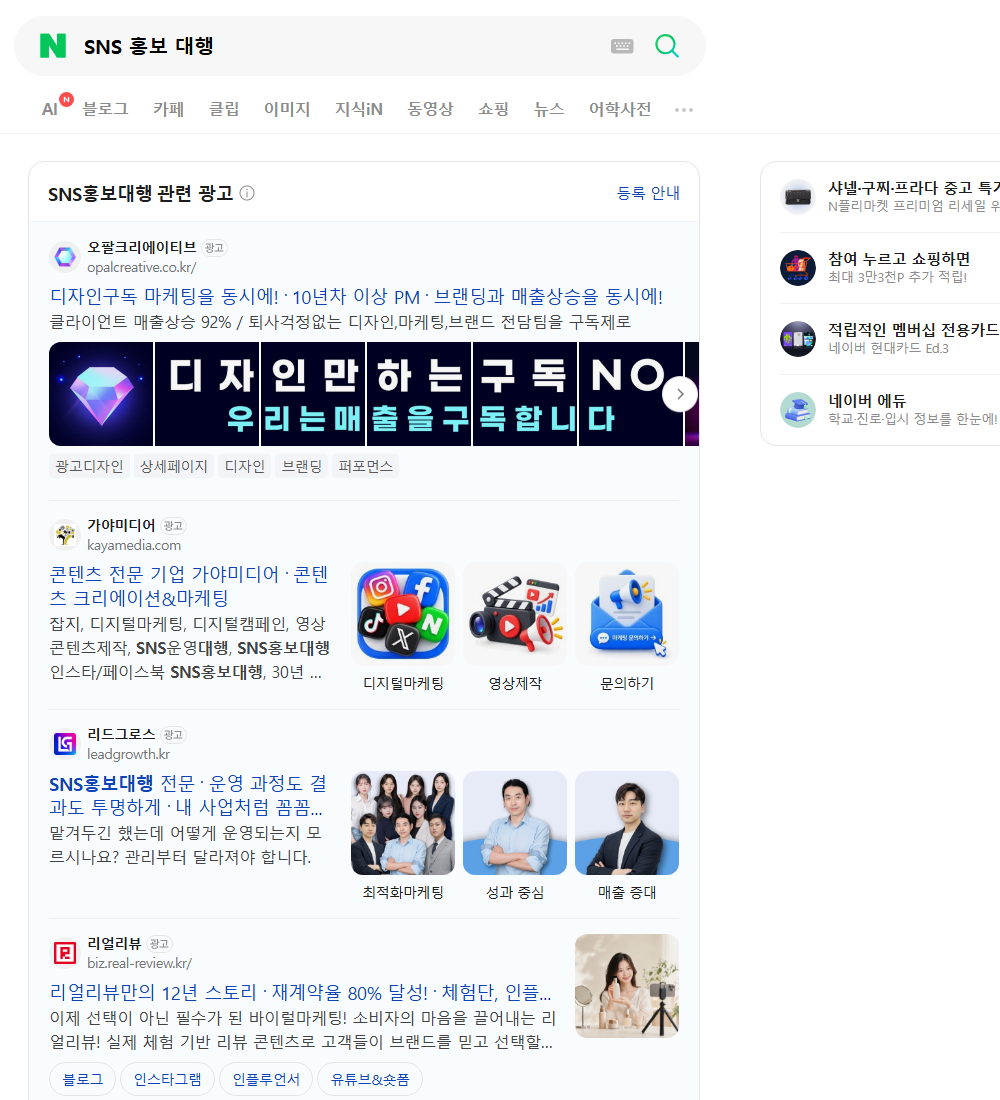 SNS 홍보 대행
AI N 블로그 카페 클립 이미지 지식iN 동영상 쇼핑 뉴스 어학사전
SNS홍보대행 관련 광고
등록 안내
오팔크리에이티브 광고
opalcreative.co.kr/
디자인구독 마케팅을 동시에! · 10년차 이상 PM · 브랜딩과 매출상승을 동시에!
클라이언트 매출상승 92% / 퇴사걱정없는 디자인,마케팅,브랜드 전담팀을 구독제로
디자인만하는구독 NO
우리는매출을구독합니다
광고디자인 상세페이지 디자인 브랜딩 퍼포먼스
가야미디어 광고
kayamedia.com
콘텐츠 전문 기업 가야미디어 · 콘텐
츠 크리에이션&마케팅
잡지, 디지털마케팅, 디지털캠페인, 영상
콘텐츠제작, SNS운영대행, SNS홍보대행
인스타/페이스북 SNS홍보대행, 30년 ...
마케팅 문의하기
디지털마케팅 영상제작 문의하기
리드그로스 광고
leadgrowth.kr
SNS홍보대행 전문 · 운영 과정도 결
과도 투명하게 · 내 사업처럼 꼼꼼...
맡겨두긴 했는데 어떻게 운영되는지 모
르시나요? 관리부터 달라져야 합니다.
최적화마케팅 성과 중심 매출 증대
리얼리뷰 광고
biz.real-review.kr/
리얼리뷰만의 12년 스토리 · 재계약율 80% 달성! · 체험단, 인플...
이제 선택이 아닌 필수가 된 바이럴마케팅! 소비자의 마음을 끌어내는 리
얼리뷰! 실제 체험 기반 리뷰 콘텐츠로 고객들이 브랜드를 믿고 선택할...
블로그 인스타그램 인플루언서 유튜브&숏폼
샤넬·구찌·프라다 중고 특가
N플리마켓 프리미엄 리세일 위
참여 누르고 쇼핑하면
최대 3만3천P 추가 적립!
적립적인 멤버십 전용카드
네이버 현대카드 Ed.3
네이버 에듀
학교·진로·입시 정보를 한눈에!